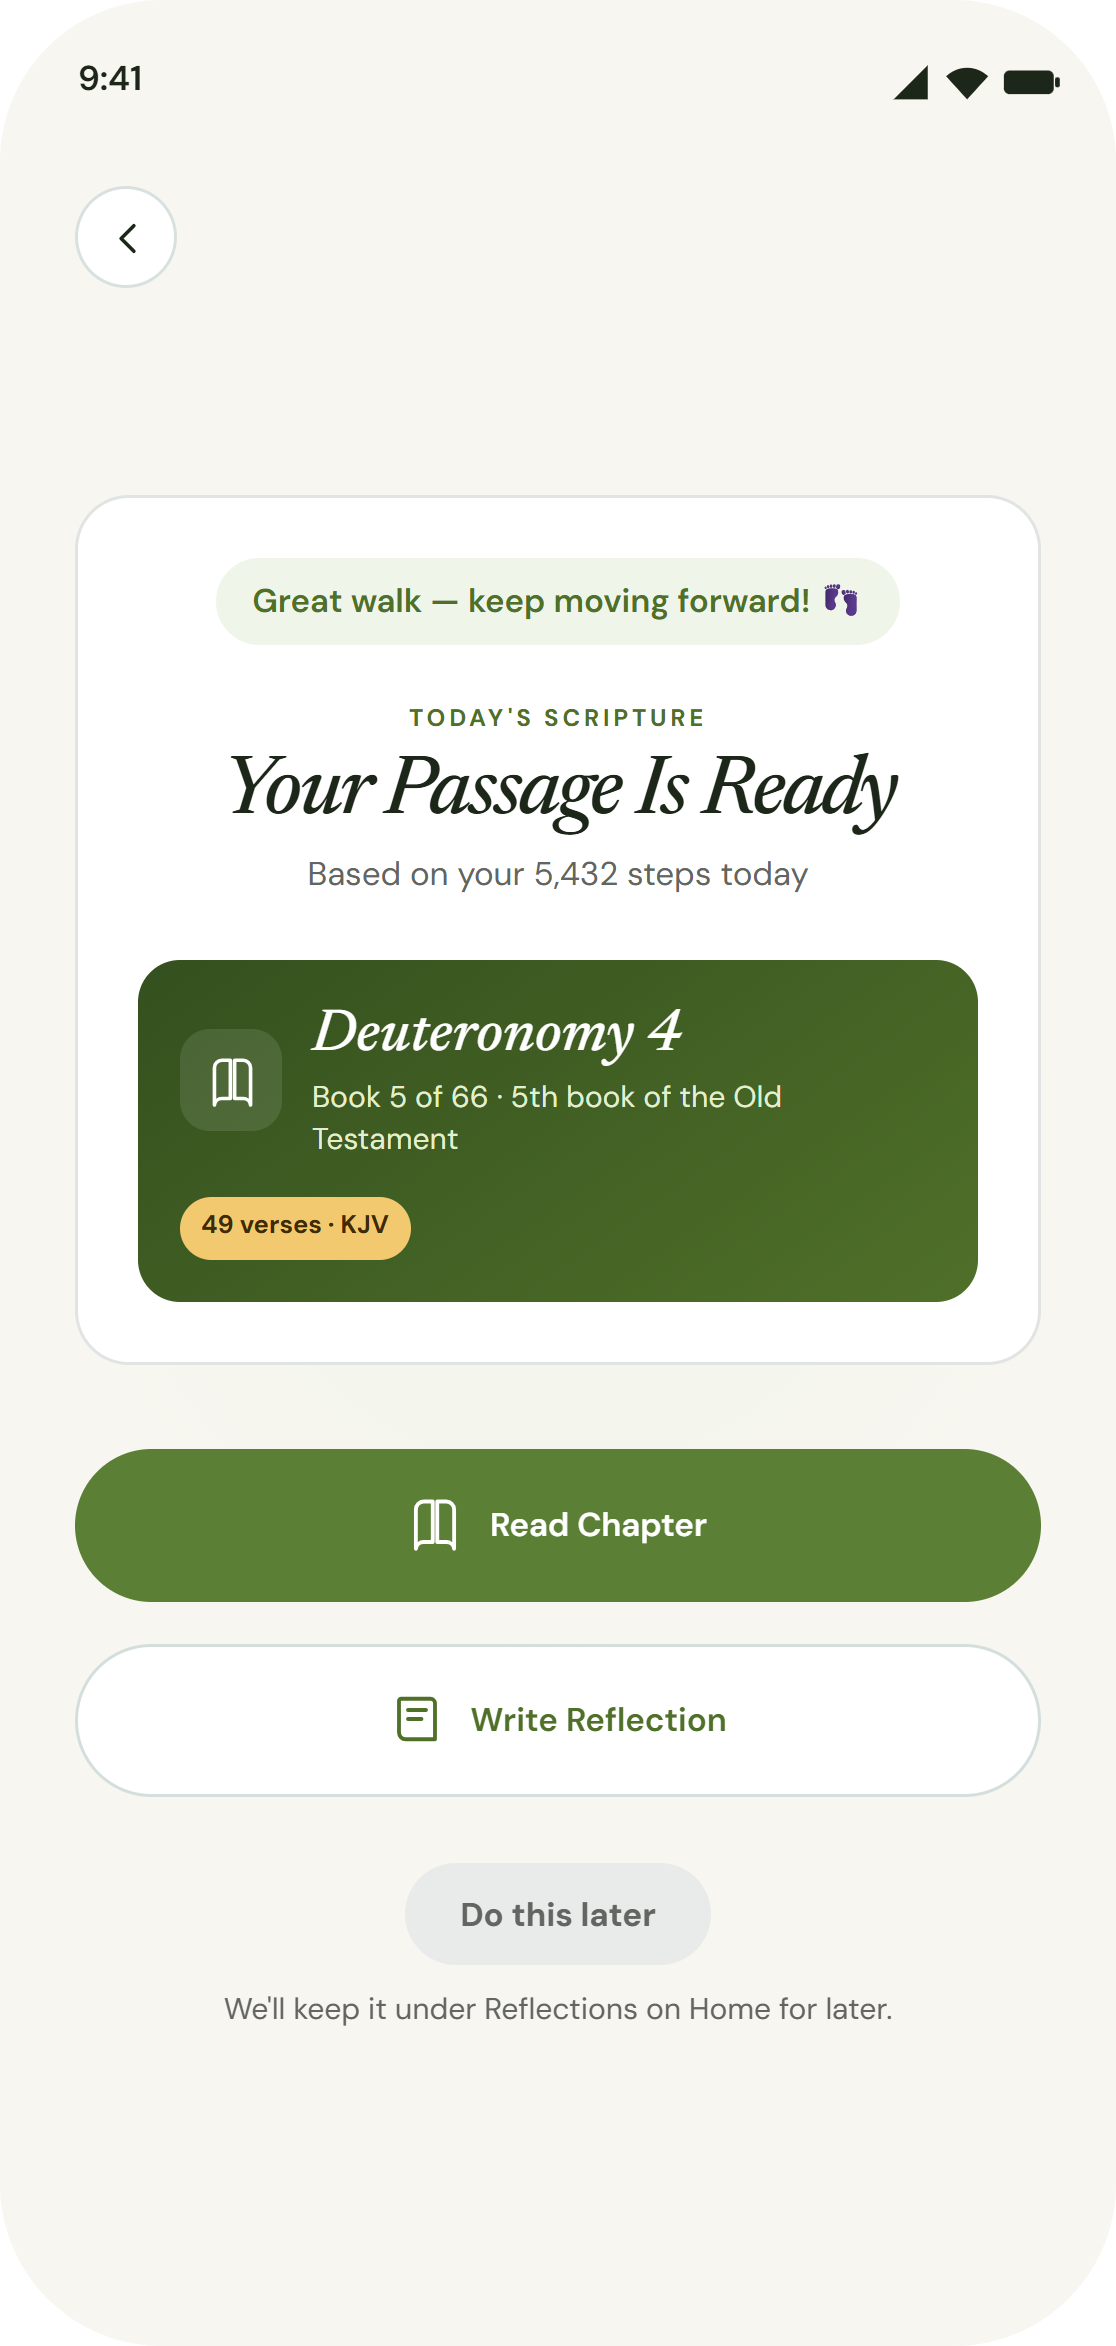 9:41
Great walk — keep moving forward! 👣
TODAY'S SCRIPTURE
Your Passage Is Ready
Based on your 5,432 steps today
Deuteronomy 4
Book 5 of 66 · 5th book of the Old
Testament
49 verses · KJV
Read Chapter
Write Reflection
Do this later
We'll keep it under Reflections on Home for later.